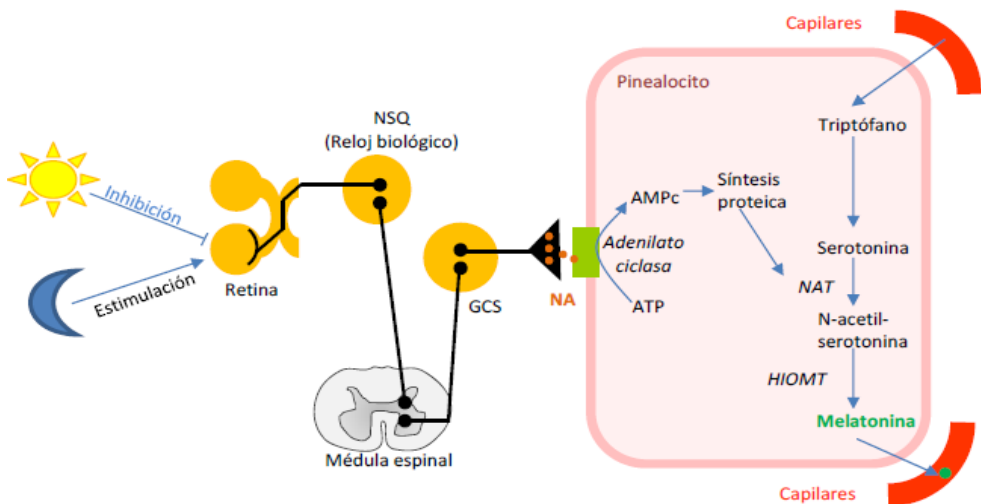 Capilares
Pinealocito
NSQ
(Reloj biológico)
Triptófano
Inhibición
AMPc
Síntesis
proteica
Adenilato
ciclasa
Serotonina
Estimulación
Retina
GCS
NA
ATP
NAT
N-acetil-
serotonina
HIOMT
Melatonina
Médula espinal
Capilares